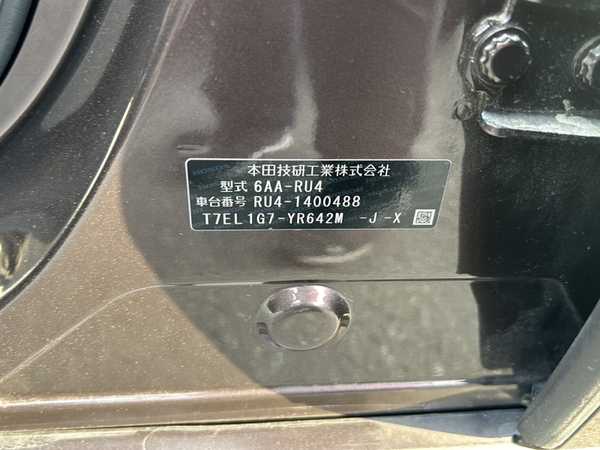 本田技研工業株式会社
型式 6AA-RU4
車台番号 RU4-1400488
T7EL1G7-YR642M -J-X